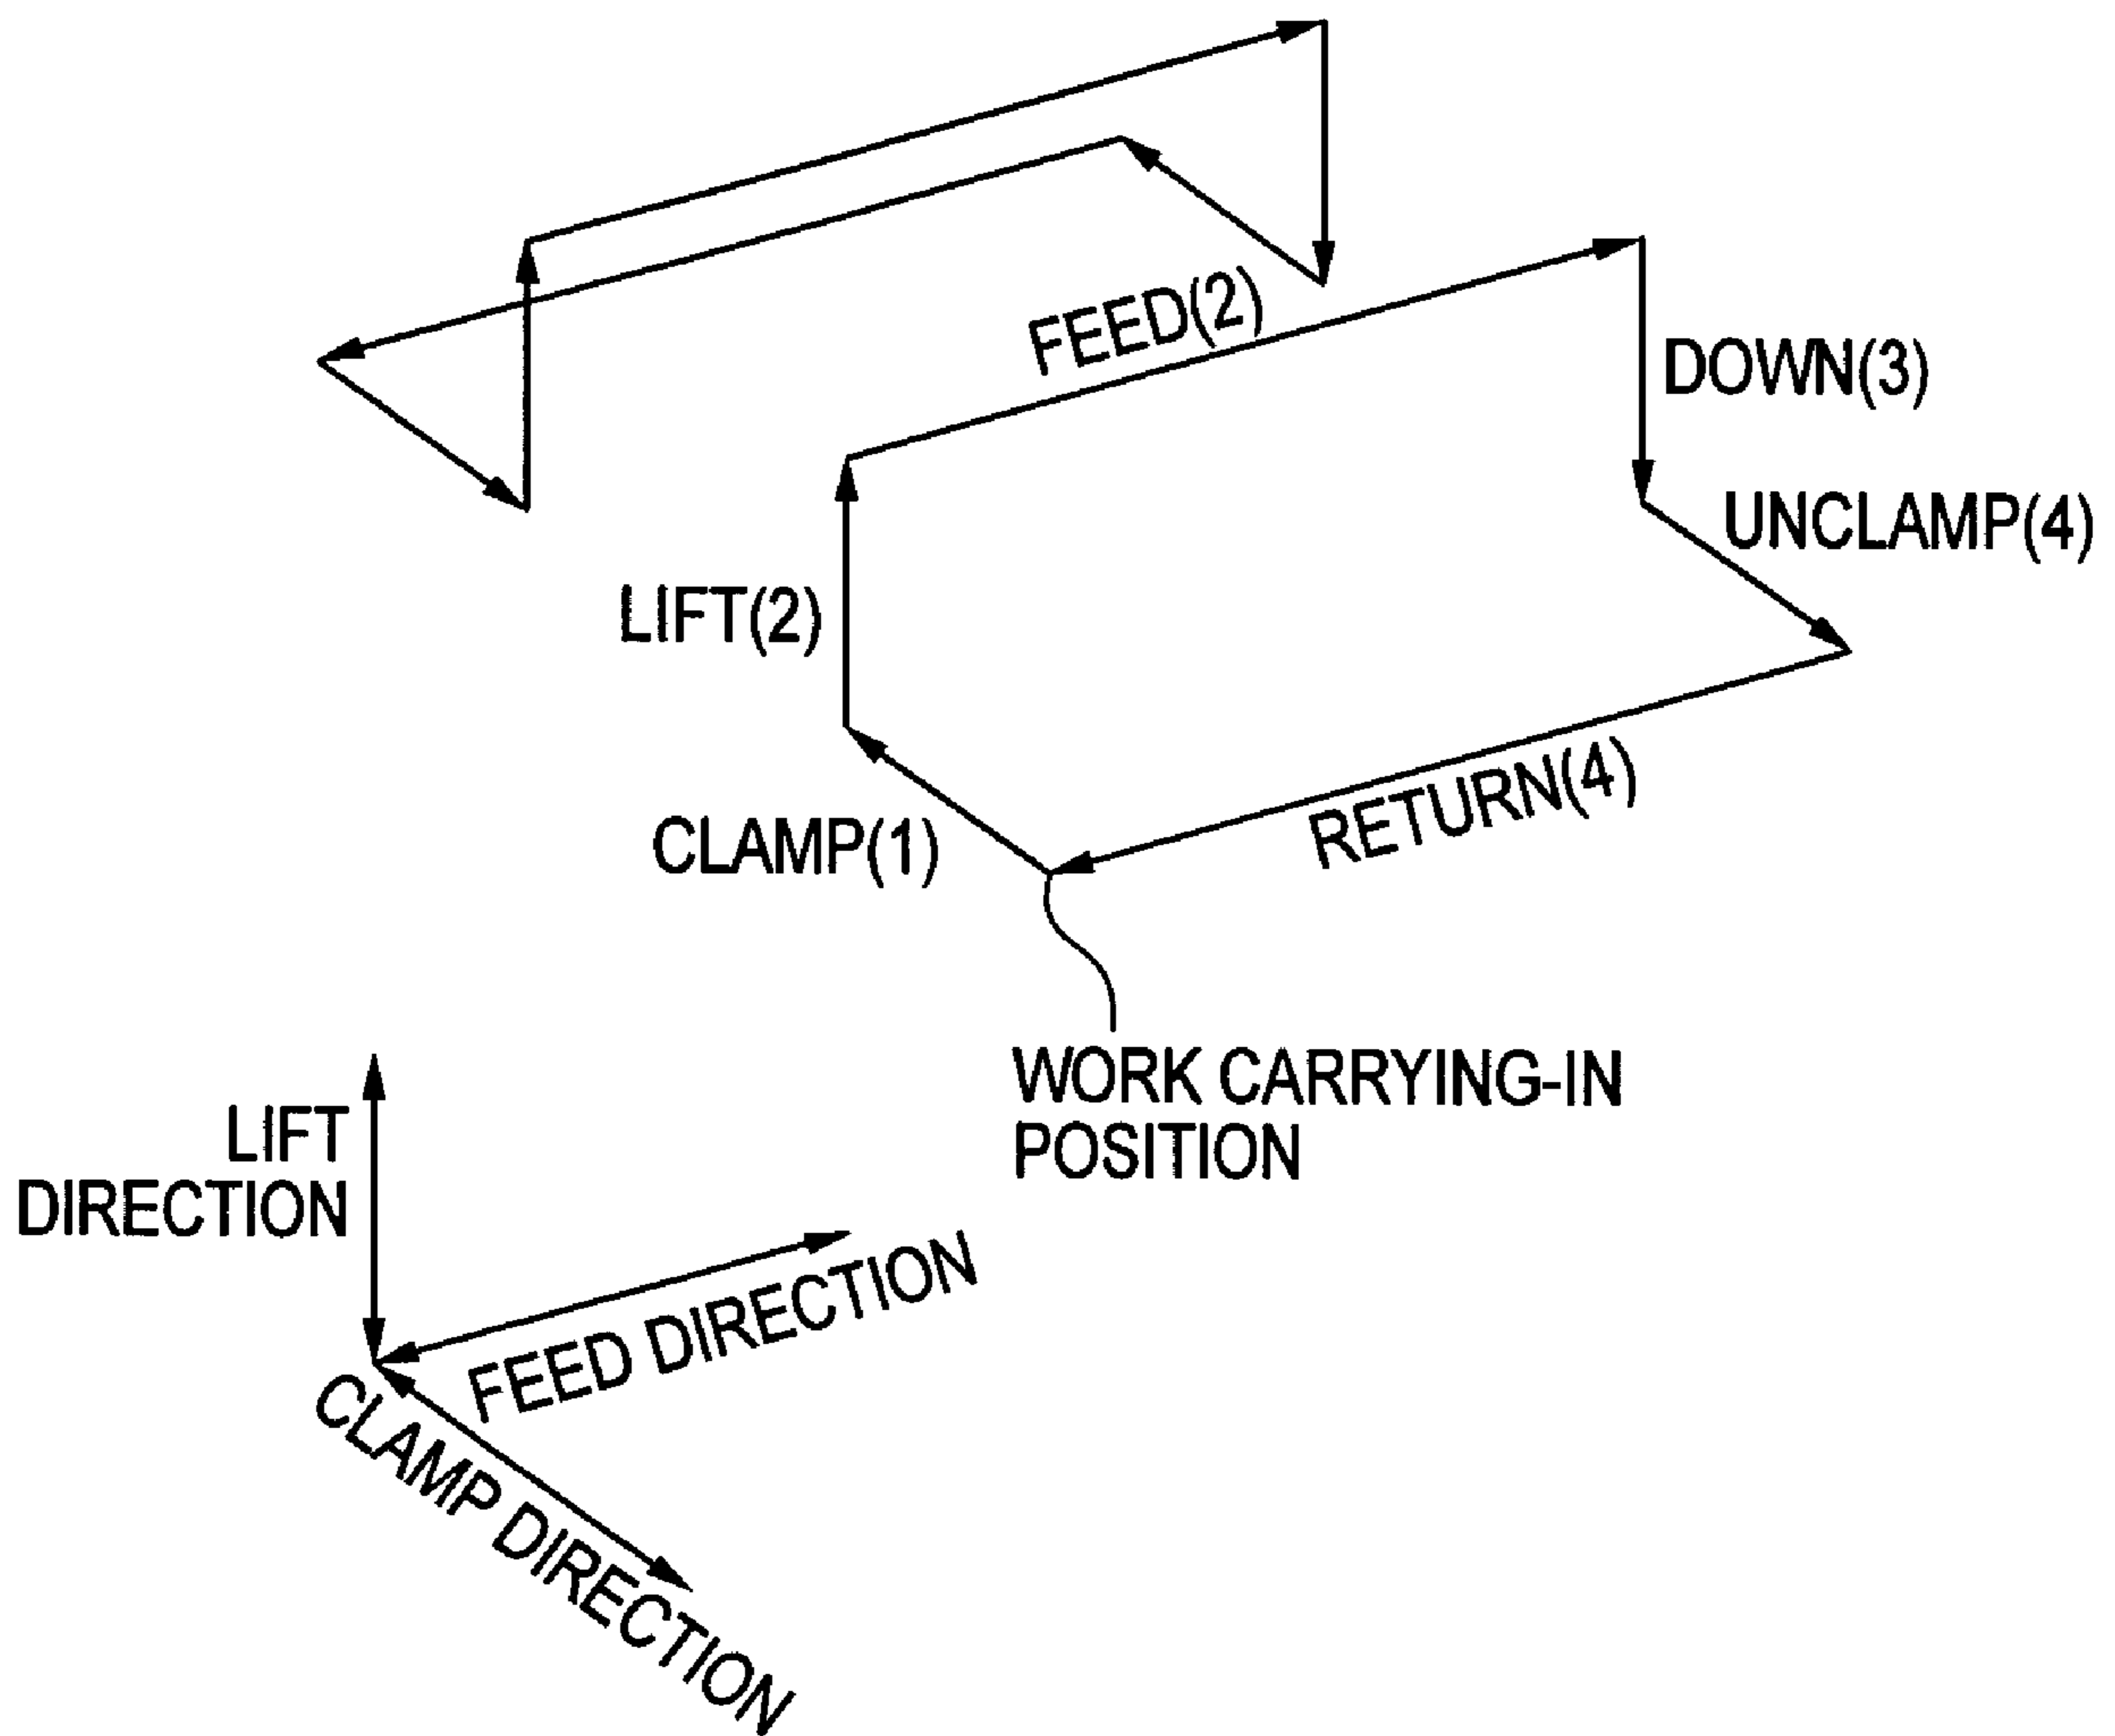 FEED(2)
DOWN(3)
UNCLAMP(4)
LIFT(2)
CLAMP(1)
RETURN(4)
WORK CARRYING-IN
POSITION
LIFT
DIRECTION
FEED DIRECTION
CLAMP DIRECTION